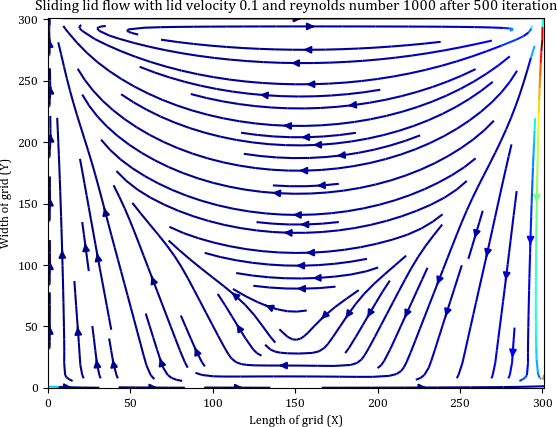 Sliding lid flow with lid velocity 0.1 and reynolds number 1000 after 500 iteration
300
250
200
150
100
50
0
Width of grid (Y)
0 50 100 150 200 250 300
Length of grid (X)